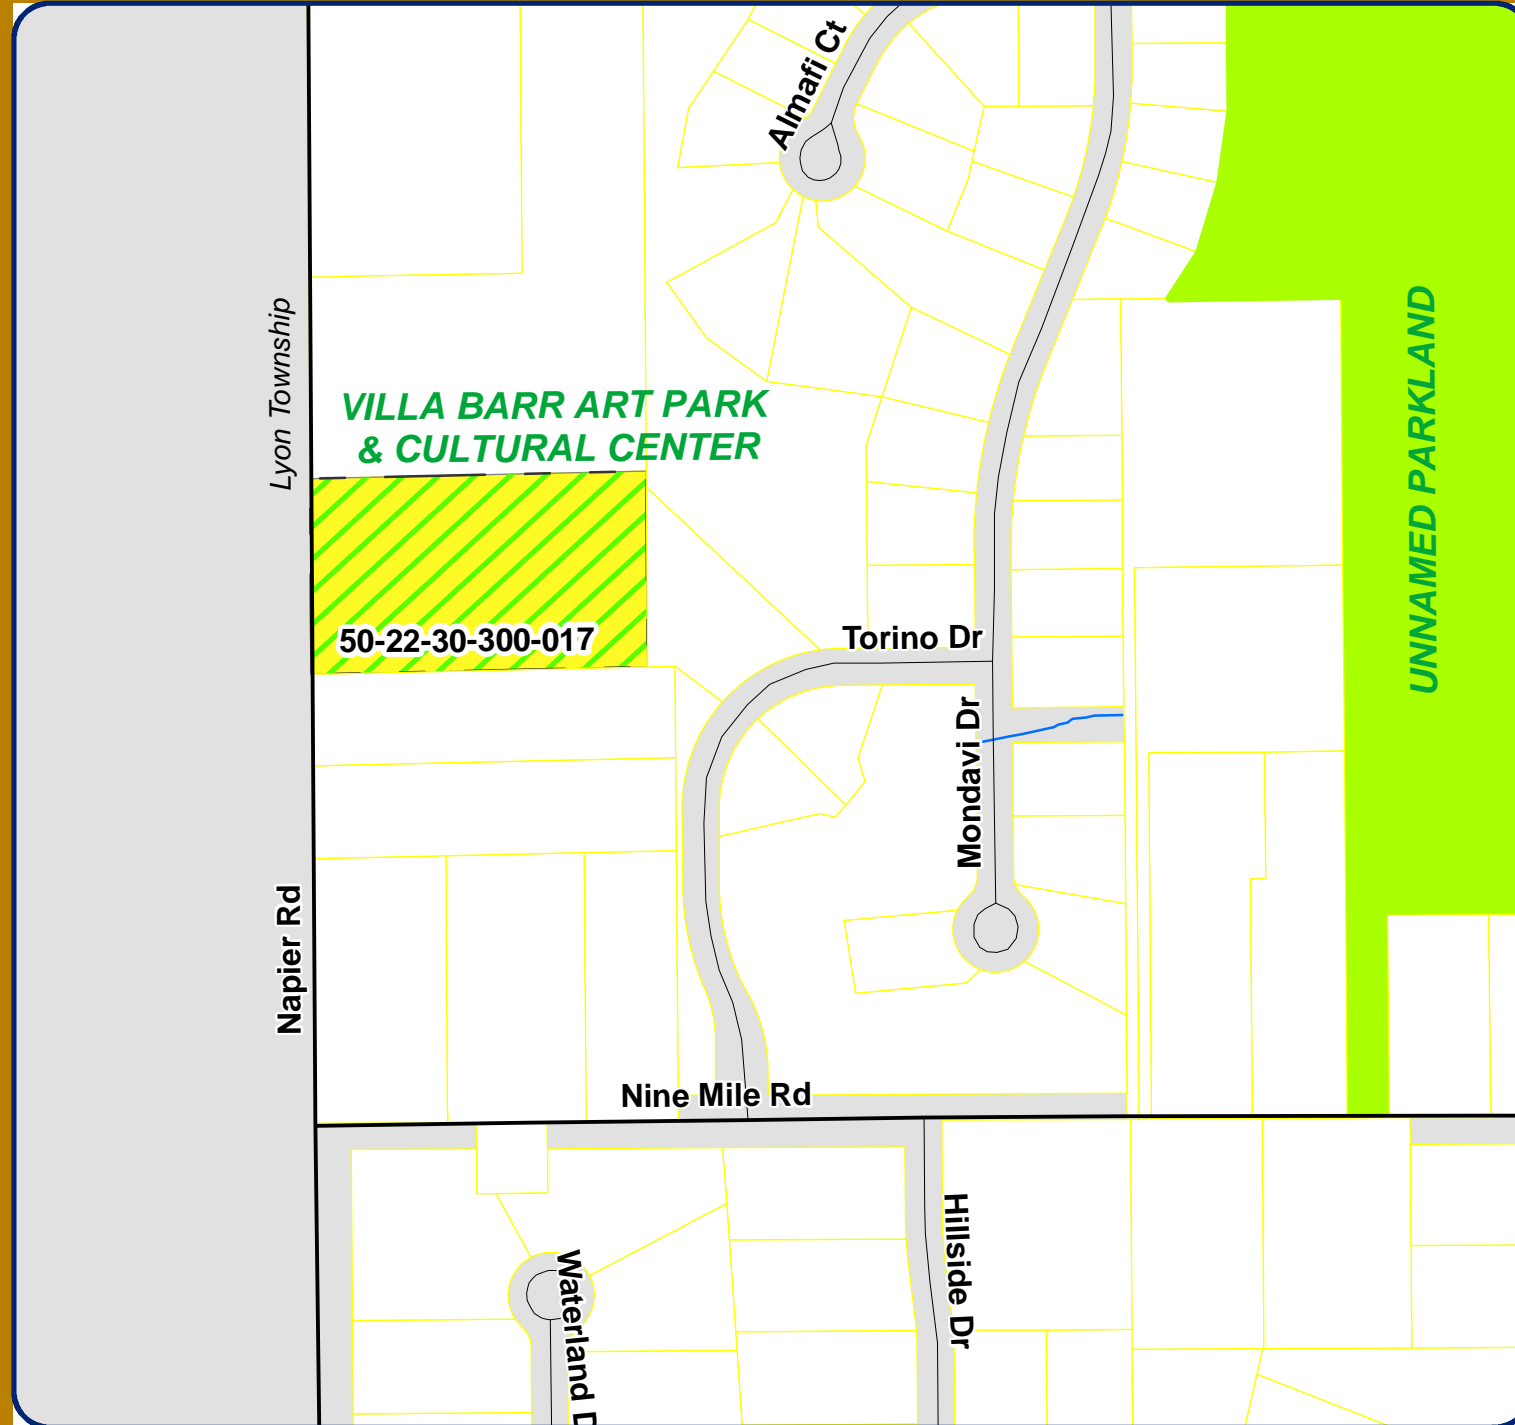 Almafi Ct
Lyon Township
UNNAMED PARKLAND
VILLA BARR ART PARK
& CULTURAL CENTER
50-22-30-300-017
Torino Dr
Mondavi Dr
Napier Rd
Nine Mile Rd
Hillside Dr
Waterland D